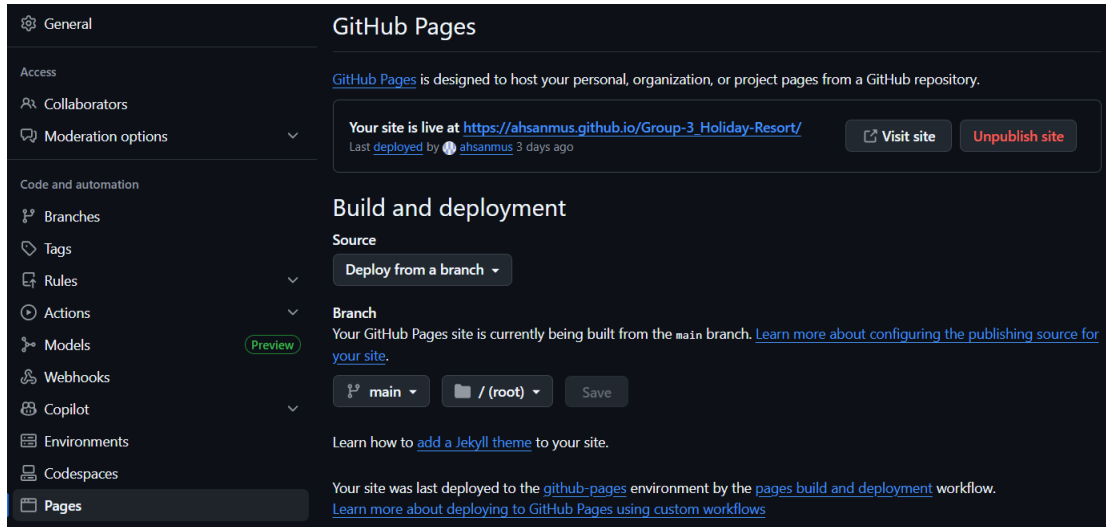 General
Access
Collaborators
Moderation options
Code and automation
Branches
Tags
Rules
Actions
Models Preview
Webhooks
Copilot
Environments
Codespaces
Pages
GitHub Pages
GitHub Pages is designed to host your personal, organization, or project pages from a GitHub repository.
Your site is live at https://ahsanmus.github.io/Group-3_Holiday-Resort/
Last deployed by ahsanmus 3 days ago
Visit site
Unpublish site
Build and deployment
Source
Deploy from a branch
Branch
Your GitHub Pages site is currently being built from the main branch. Learn more about configuring the publishing source for
your site.
main / (root) Save
Learn how to add a Jekyll theme to your site.
Your site was last deployed to the github-pages environment by the pages build and deployment workflow.
Learn more about deploying to GitHub Pages using custom workflows